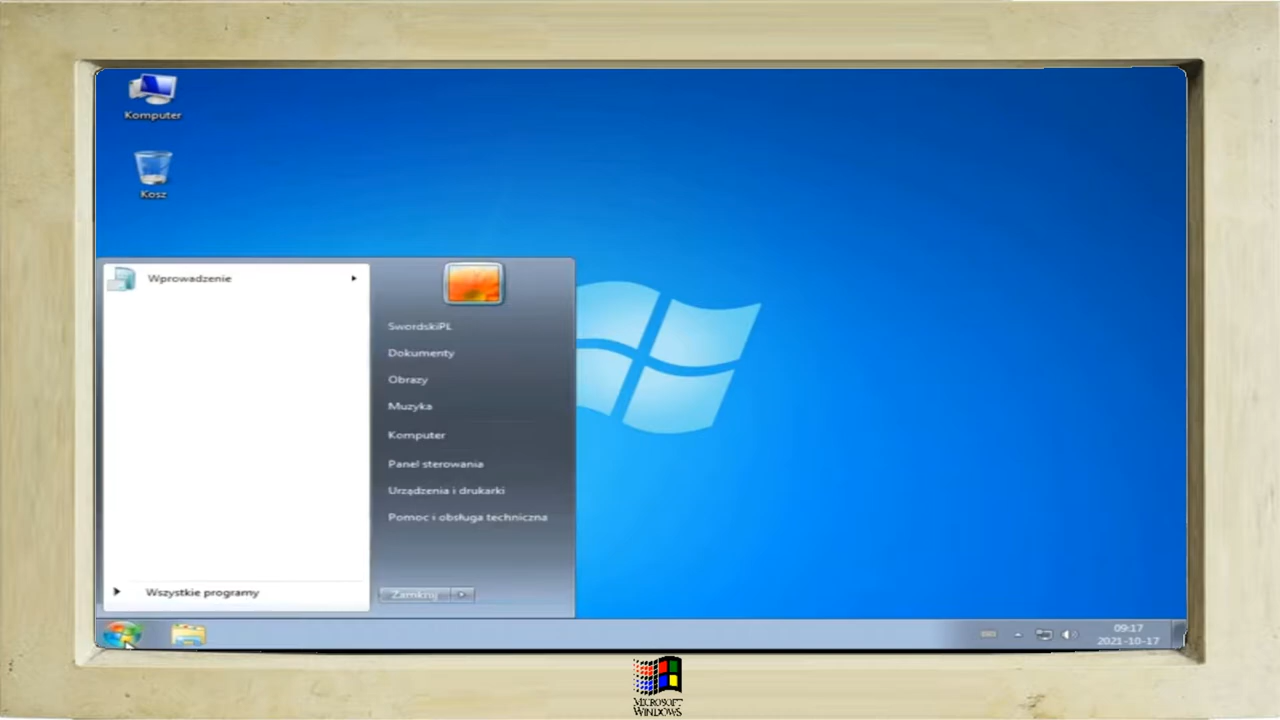 Komputer
Kosz
Wprowadzenie
SwordskiPL
Dokumenty
Obrazy
Muzyka
Komputer
Panel sterowania
Urządzenia i drukarki
Pomoc i obsługa techniczna
Wszystkie programy
Zamknij
09:17
2021-10-17
MICROSOFT
WINDOWS